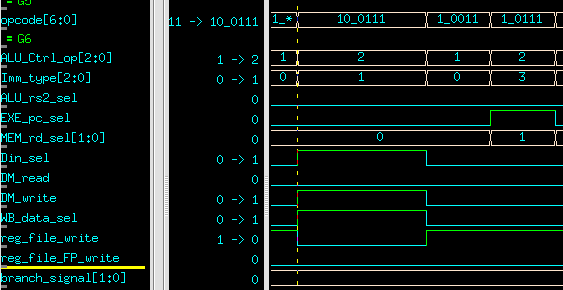 = G5
opcode[6:0] 11 -> 10_0111 1_* 10_0111 1_0011 1_0111
= G6
ALU_Ctrl_op[2:0] 1 -> 2 1 2 1 2
Imm_type[2:0] 0 -> 1 0 1 0 3
ALU_rs2_sel 0
EXE_pc_sel 0
MEM_rd_sel[1:0] 0 0 1
Din_sel 0 -> 1
DM_read 0
DM_write 0 -> 1
WB_data_sel 0 -> 1
reg_file_write 1 -> 0
reg_file_FP_write 0
branch_signal[1:0] 0